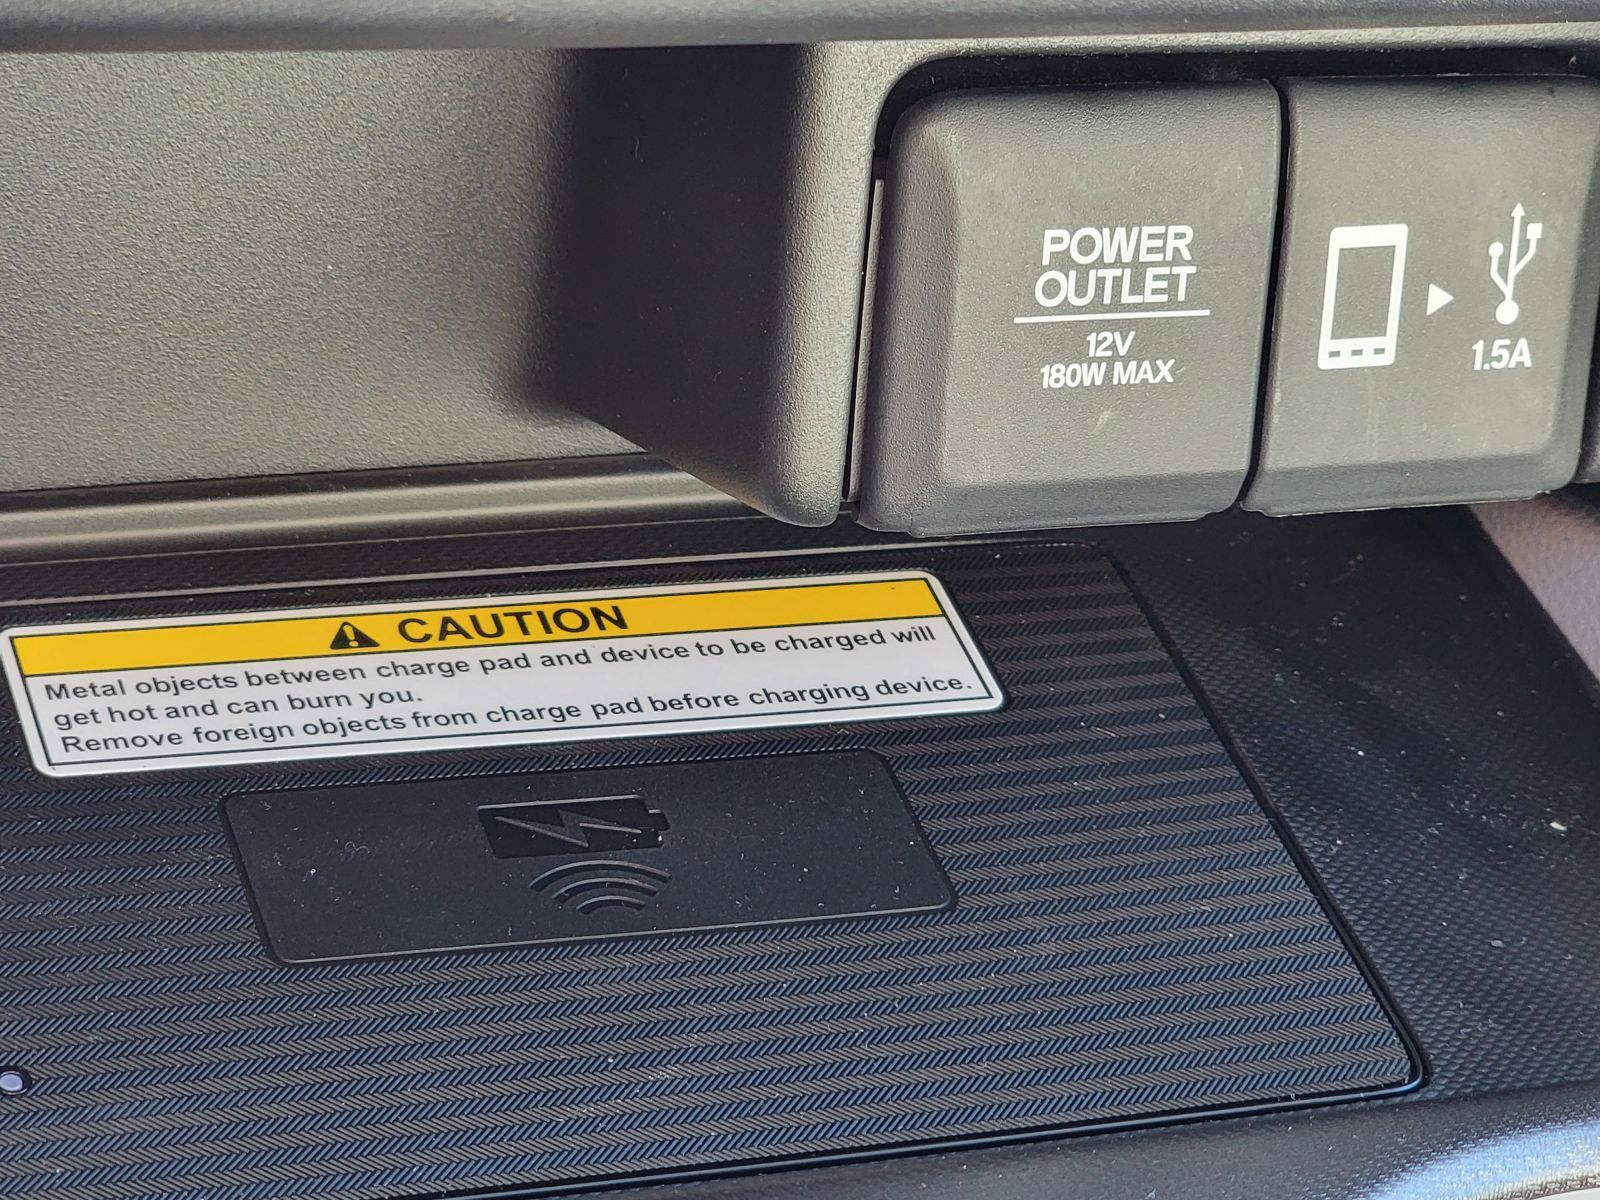 POWER
OUTLET
12V
180W MAX
1.5A
CAUTION
Metal objects between charge pad and device to be charged will
get hot and can burn you.
Remove foreign objects from charge pad before charging device.